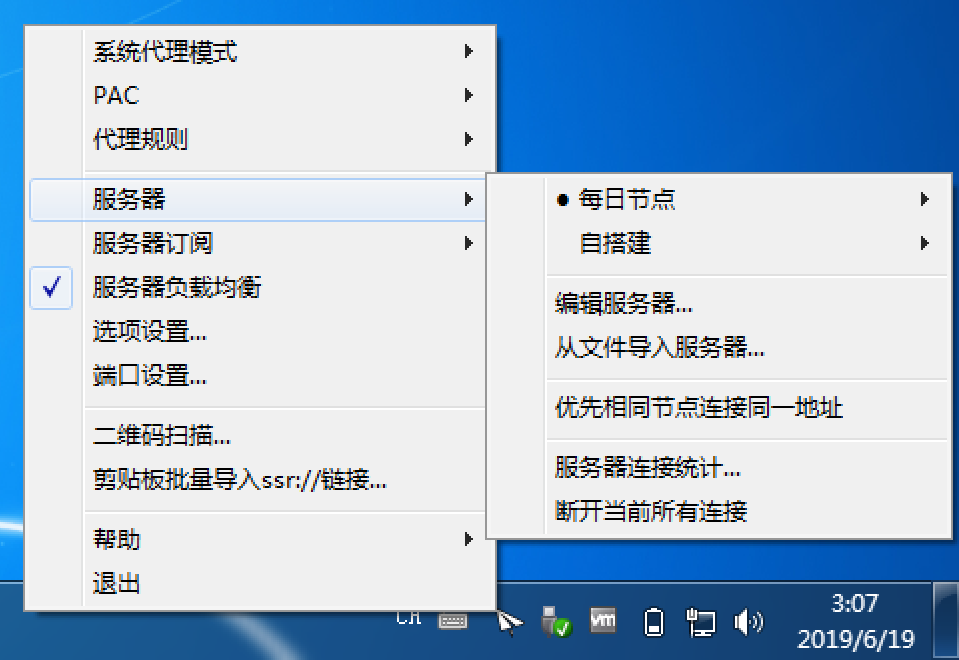 系统代理模式
PAC
代理规则
服务器
服务器订阅
服务器负载均衡
选项设置...
端口设置...
二维码扫描...
剪贴板批量导入ssr://链接...
帮助
退出
每日节点
自搭建
编辑服务器...
从文件导入服务器...
优先相同节点连接同一地址
服务器连接统计...
断开当前所有连接
CH
vm
3:07
2019/6/19